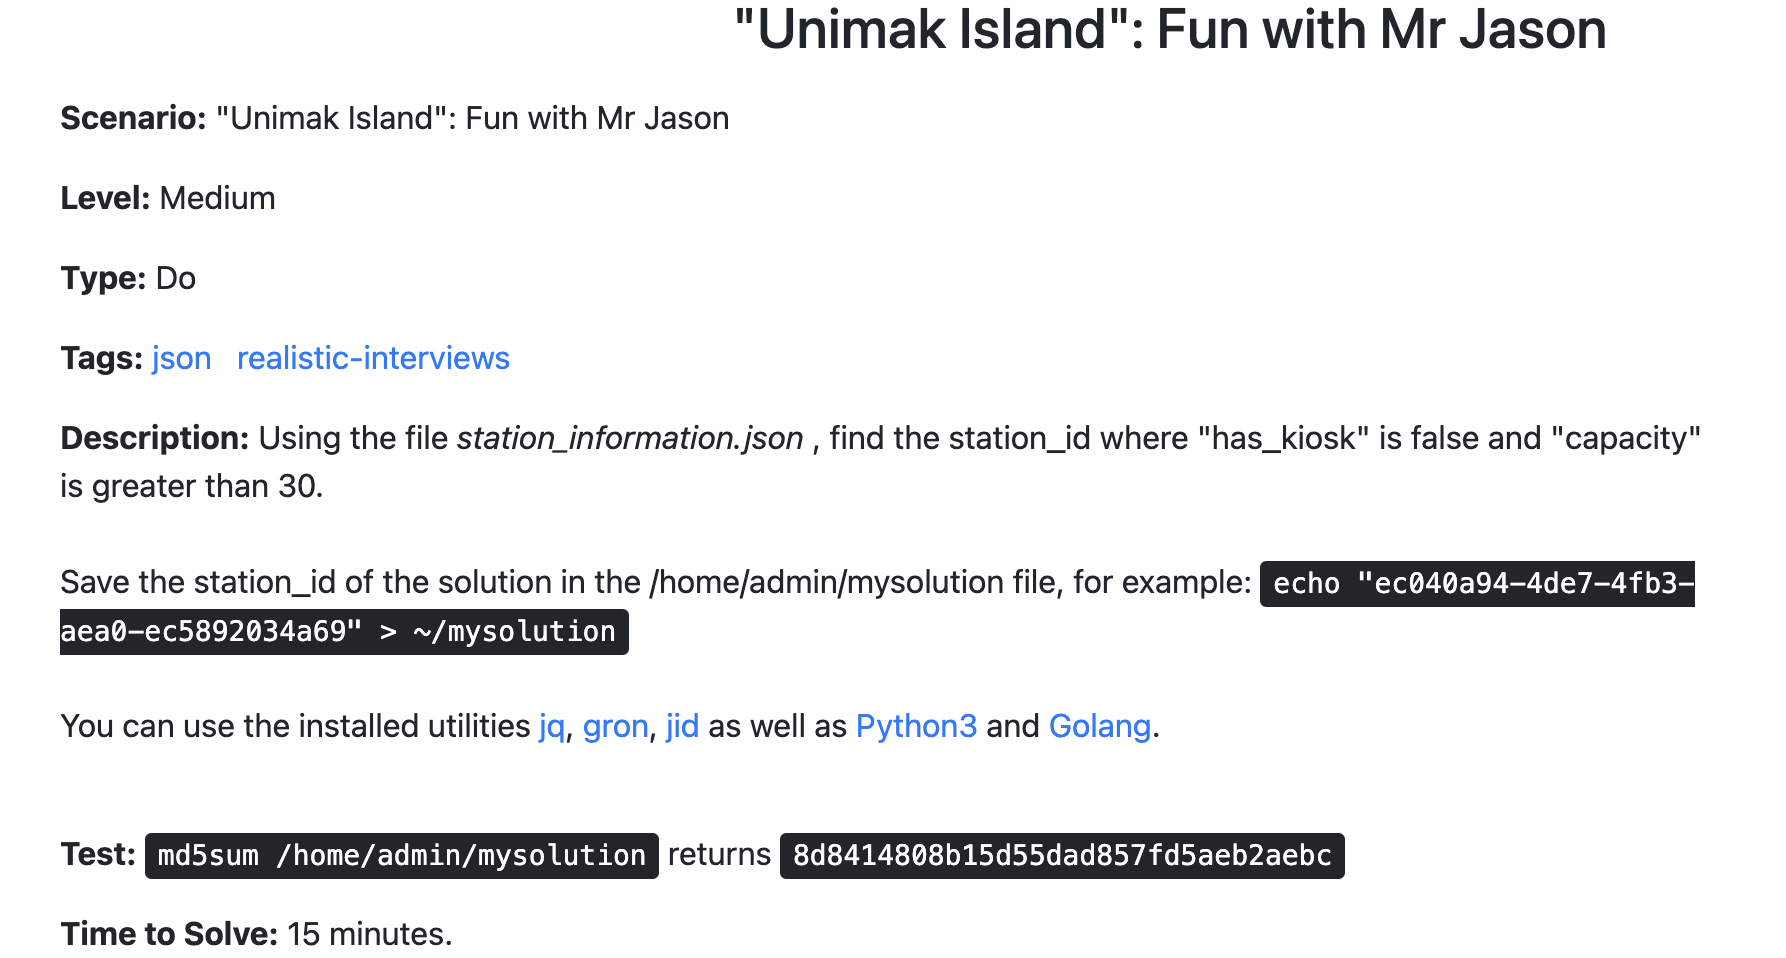 "Unimak Island": Fun with Mr Jason
Scenario: "Unimak Island": Fun with Mr Jason
Level: Medium
Type: Do
Tags: json realistic-interviews
Description: Using the file station_information.json , find the station_id where "has_kiosk" is false and "capacity"
is greater than 30.
Save the station_id of the solution in the /home/admin/mysolution file, for example: echo "ec040a94-4de7-4fb3-
aea0-ec5892034a69" > ~/mysolution
You can use the installed utilities jq, gron, jid as well as Python3 and Golang.
Test: md5sum /home/admin/mysolution returns 8d8414808b15d55dad857fd5aeb2aebc
Time to Solve: 15 minutes.